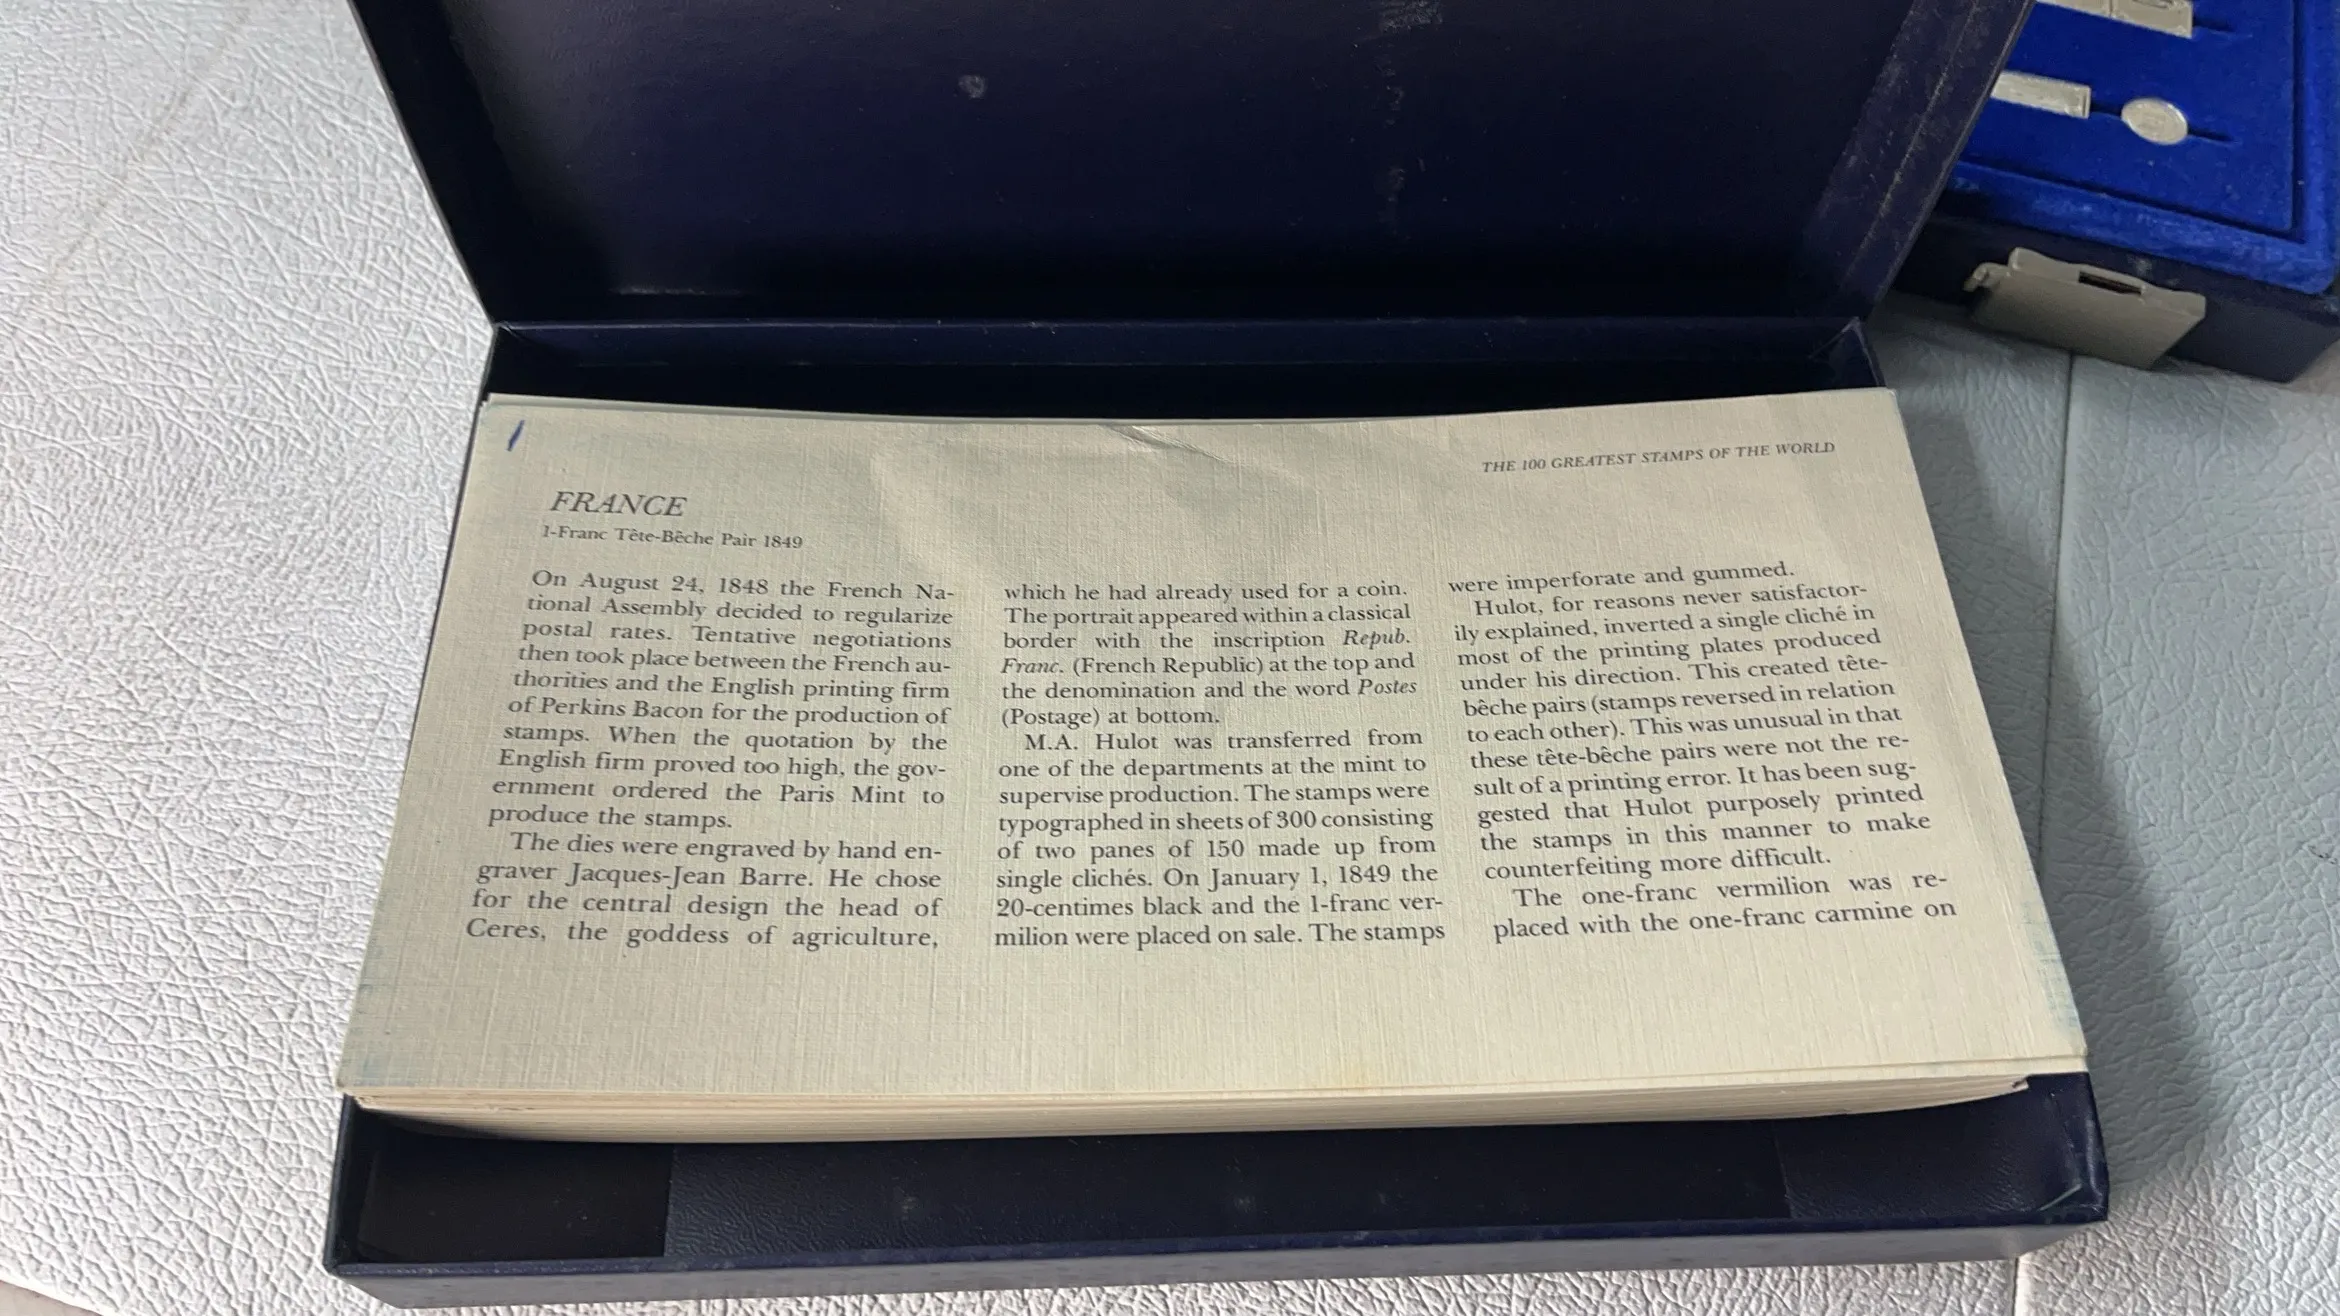 THE 100 GREATEST STAMPS OF THE WORLD
FRANCE
1-Franc Tête-Bêche Pair 1849
On August 24, 1848 the French Na-
tional Assembly decided to regularize
postal rates. Tentative negotiations
then took place between the French au-
thorities and the English printing firm
of Perkins Bacon for the production of
stamps. When the quotation by the
English firm proved too high, the gov-
ernment ordered the Paris Mint to
produce the stamps.
The dies were engraved by hand en-
graver Jacques-Jean Barre. He chose
for the central design the head of
Ceres, the goddess of agriculture,
which he had already used for a coin.
The portrait appeared within a classical
border with the inscription Repub.
Franc. (French Republic) at the top and
the denomination and the word Postes
(Postage) at bottom.
M.A. Hulot was transferred from
one of the departments at the mint to
supervise production. The stamps were
typographed in sheets of 300 consisting
of two panes of 150 made up from
single clichés. On January 1, 1849 the
20-centimes black and the 1-franc ver-
milion were placed on sale. The stamps
were imperforate and gummed.
Hulot, for reasons never satisfactor-
ily explained, inverted a single cliché in
most of the printing plates produced
under his direction. This created tête-
bêche pairs (stamps reversed in relation
to each other). This was unusual in that
these tête-bêche pairs were not the re-
sult of a printing error. It has been sug-
gested that Hulot purposely printed
the stamps in this manner to make
counterfeiting more difficult.
The one-franc vermilion was re-
placed with the one-franc carmine on